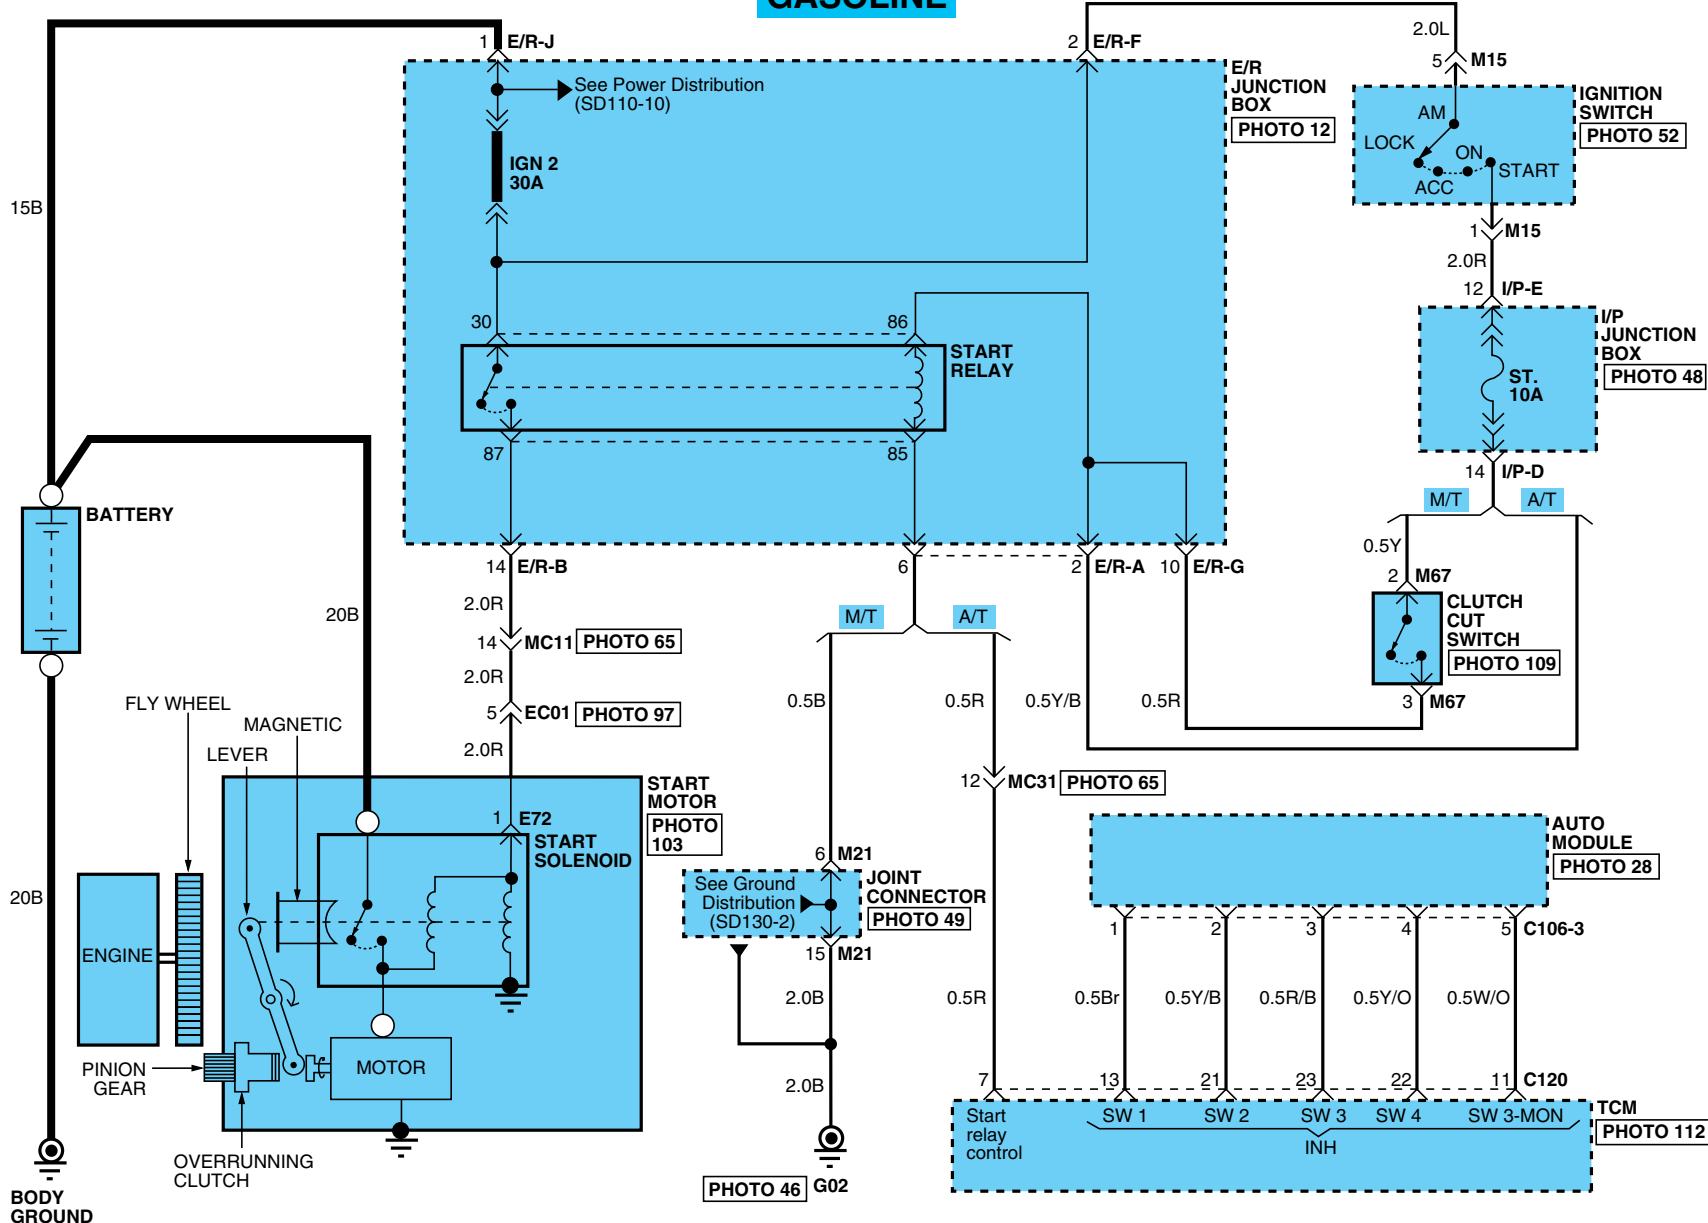 GASOLINE
1 E/R-J
2 E/R-F
2.0L
5 M15
See Power Distribution
(SD110-10)
E/R
JUNCTION
BOX
PHOTO 12
IGNITION
SWITCH
PHOTO 52
AM
LOCK
ON
START
ACC
IGN 2
30A
15B
1 M15
2.0R
12 I/P-E
I/P
JUNCTION
BOX
PHOTO 48
30
86
START
RELAY
ST.
10A
87
85
14 I/P-D
M/T
A/T
BATTERY
0.5Y
14 E/R-B
6
2 E/R-A
10 E/R-G
2 M67
CLUTCH
CUT
SWITCH
PHOTO 109
3 M67
20B
2.0R
M/T
A/T
14 MC11 PHOTO 65
2.0R
0.5B
0.5R
0.5Y/B
0.5R
5 EC01 PHOTO 97
2.0R
FLY WHEEL
MAGNETIC
LEVER
12 MC31 PHOTO 65
START
MOTOR
PHOTO
103
1 E72
START
SOLENOID
AUTO
MODULE
PHOTO 28
6 M21
See Ground
Distribution
(SD130-2)
JOINT
CONNECTOR
PHOTO 49
15 M21
20B
ENGINE
1
2
3
4
5 C106-3
2.0B
0.5R
0.5Br
0.5Y/B
0.5R/B
0.5Y/O
0.5W/O
PINION
GEAR
MOTOR
2.0B
7
13
21
23
22
11 C120
Start
relay
control
SW 1
SW 2
SW 3
SW 4
SW 3-MON
INH
TCM
PHOTO 112
OVERRUNNING
CLUTCH
BODY
GROUND
PHOTO 46 G02